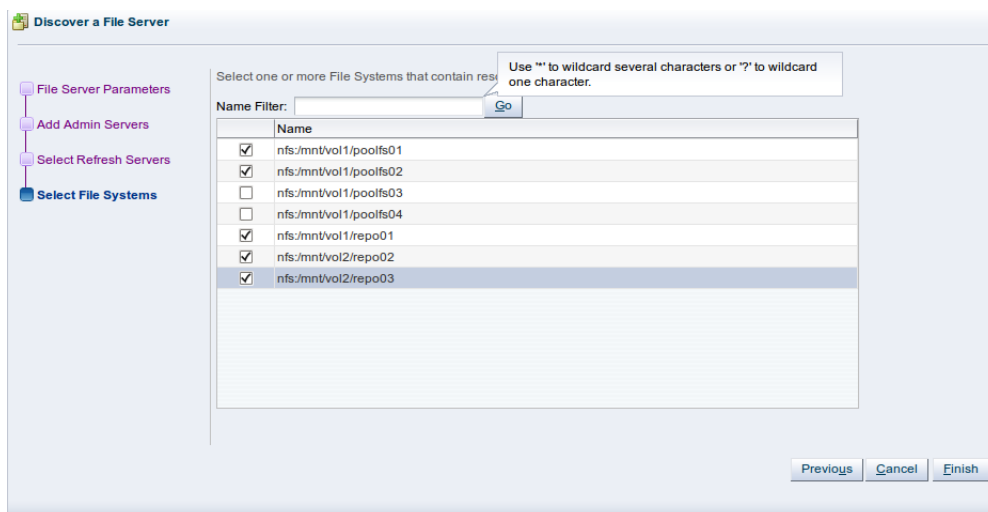 Discover a File Server
File Server Parameters
Add Admin Servers
Select Refresh Servers
Select File Systems
Select one or more File Systems that contain
Use '*' to wildcard several characters or '?' to wildcard
one character.
Name Filter: Go
Name
nfs:/mnt/vol1/poolfs01
nfs:/mnt/vol1/poolfs02
nfs:/mnt/vol1/poolfs03
nfs:/mnt/vol1/poolfs04
nfs:/mnt/vol1/repo01
nfs:/mnt/vol2/repo02
nfs:/mnt/vol2/repo03
Previous Cancel Finish